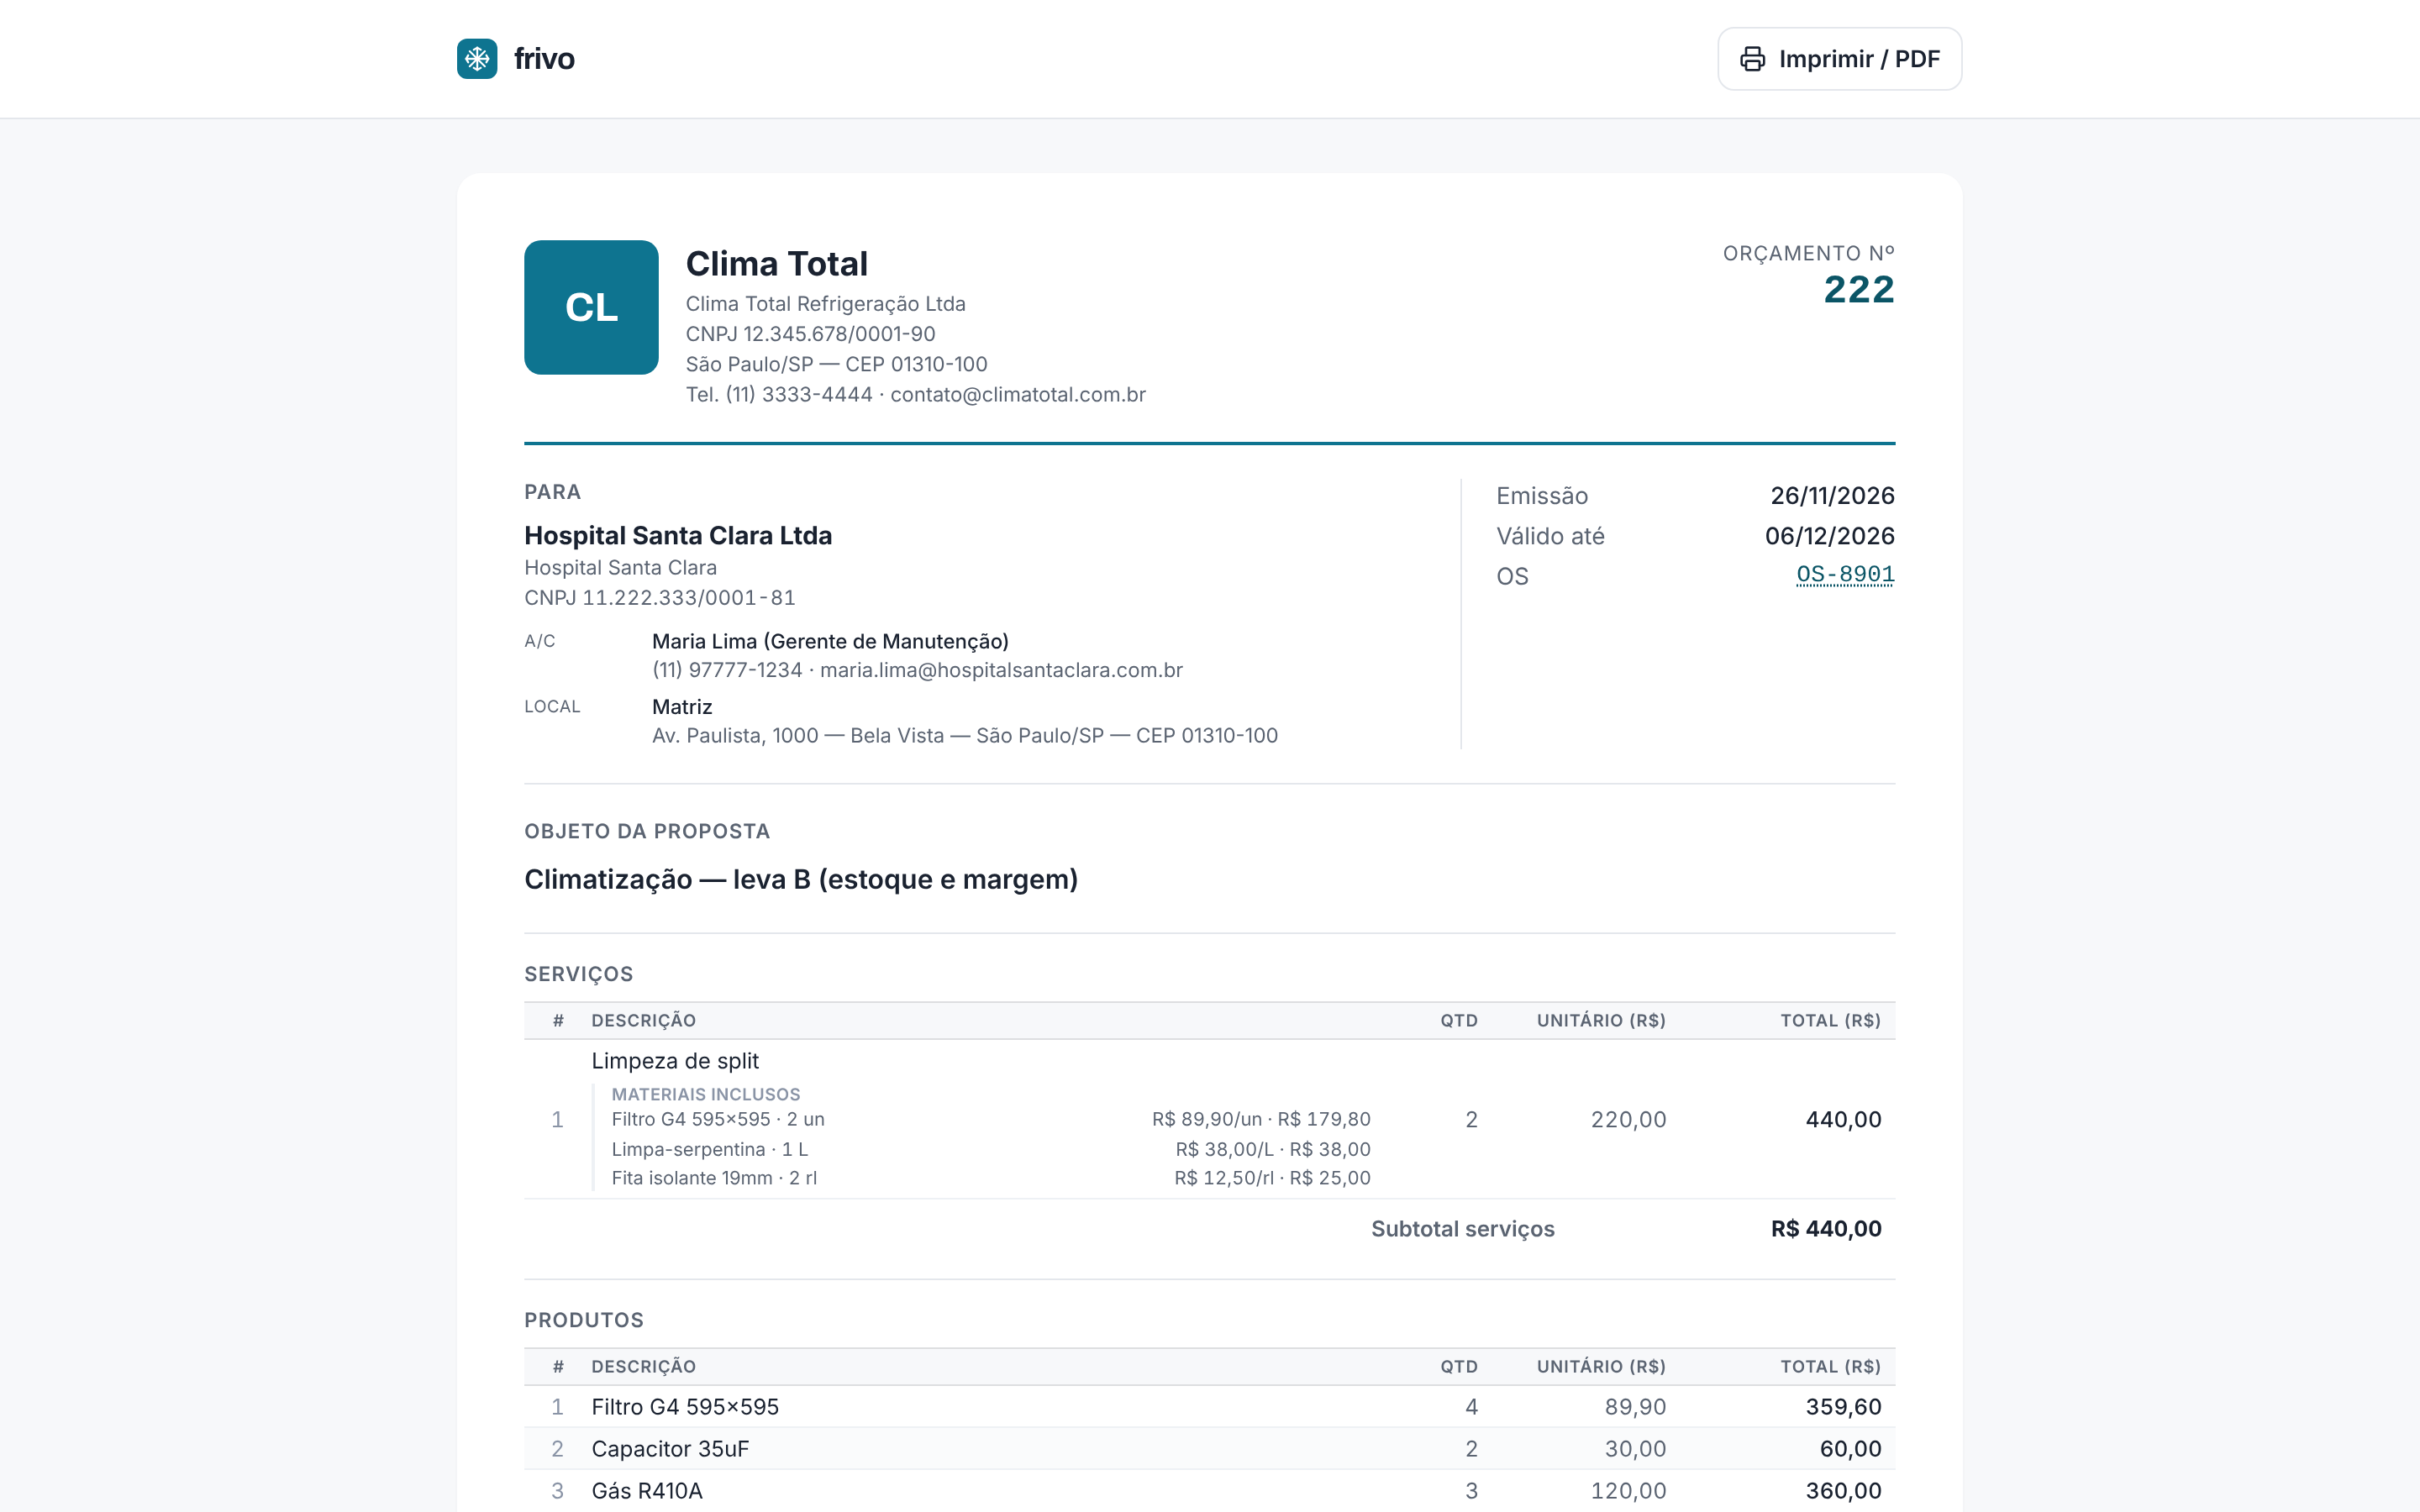 frivo
Imprimir / PDF
CL
Clima Total
Clima Total Refrigeração Ltda
CNPJ 12.345.678/0001-90
São Paulo/SP — CEP 01310-100
Tel. (11) 3333-4444 · contato@climatotal.com.br
ORÇAMENTO Nº
222
PARA
Hospital Santa Clara Ltda
Hospital Santa Clara
CNPJ 11.222.333/0001-81
A/C Maria Lima (Gerente de Manutenção)
(11) 97777-1234 · maria.lima@hospitalsantaclara.com.br
LOCAL Matriz
Av. Paulista, 1000 — Bela Vista — São Paulo/SP — CEP 01310-100
Emissão 26/11/2026
Válido até 06/12/2026
OS OS-8901
OBJETO DA PROPOSTA
Climatização — leva B (estoque e margem)
SERVIÇOS
# DESCRIÇÃO QTD UNITÁRIO (R$) TOTAL (R$)
Limpeza de split
MATERIAIS INCLUSOS
1 Filtro G4 595×595 · 2 un R$ 89,90/un · R$ 179,80 2 220,00 440,00
Limpa-serpentina · 1 L R$ 38,00/L · R$ 38,00
Fita isolante 19mm · 2 rl R$ 12,50/rl · R$ 25,00
Subtotal serviços R$ 440,00
PRODUTOS
# DESCRIÇÃO QTD UNITÁRIO (R$) TOTAL (R$)
1 Filtro G4 595×595 4 89,90 359,60
2 Capacitor 35uF 2 30,00 60,00
3 Gás R410A 3 120,00 360,00